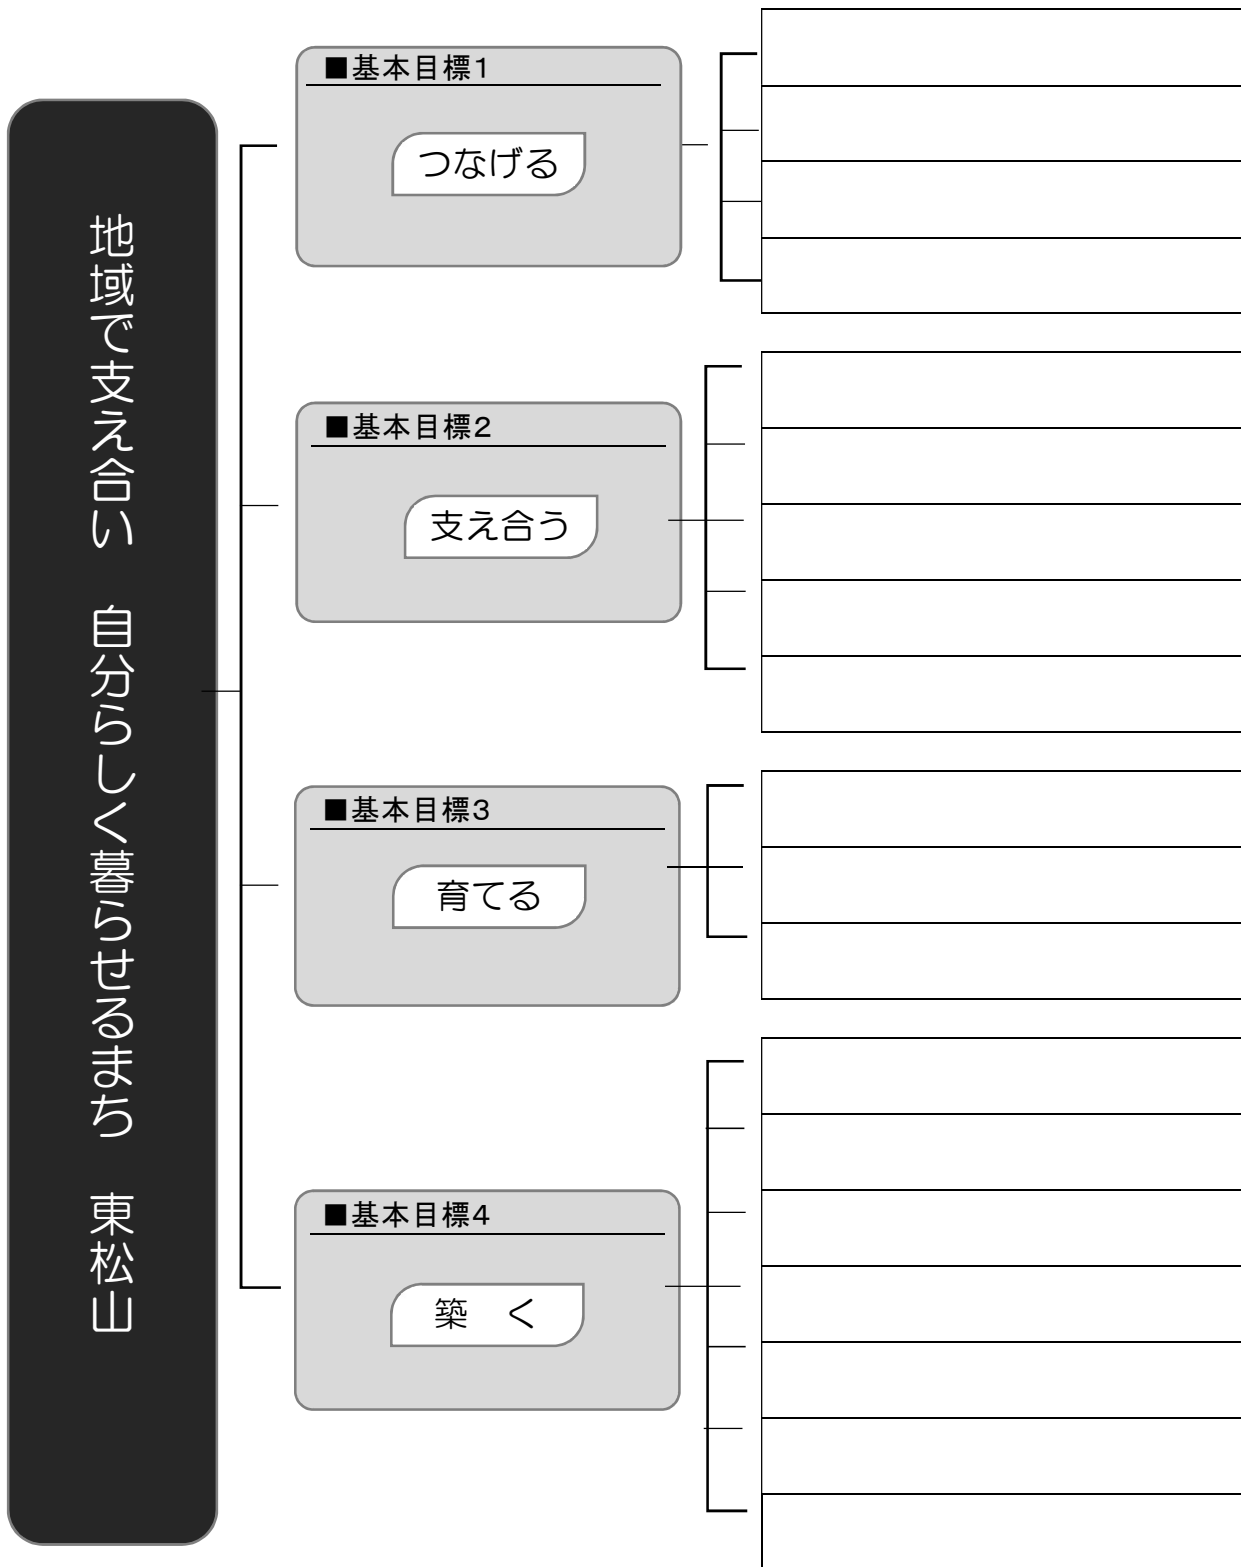 地域で支え合い　自分らしく暮らせるまち　東松山
■基本目標1
つなげる
■基本目標2
支え合う
■基本目標3
育てる
■基本目標4
築　く